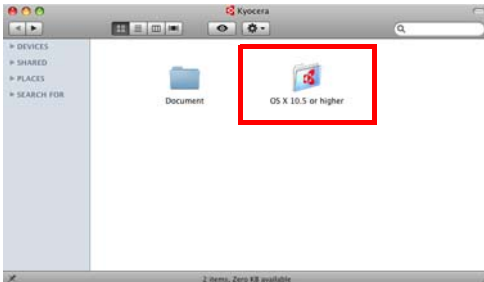 Kyocera
DEVICES
SHARED
PLACES
SEARCH FOR
Document
OS X 10.5 or higher
2 items, Zero KB available